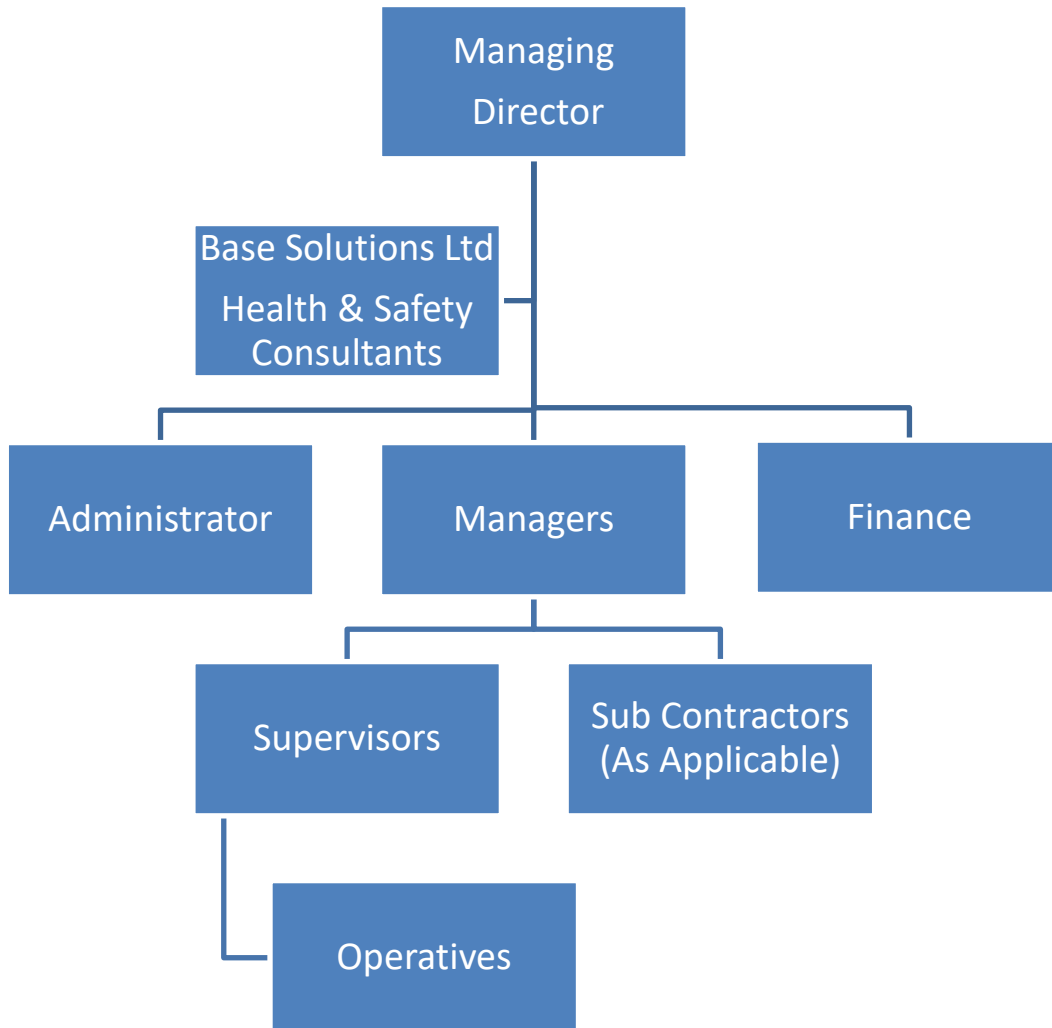 Managing
Director
Base Solutions Ltd
Health & Safety
Consultants
Administrator
Managers
Finance
Supervisors
Sub Contractors
(As Applicable)
Operatives